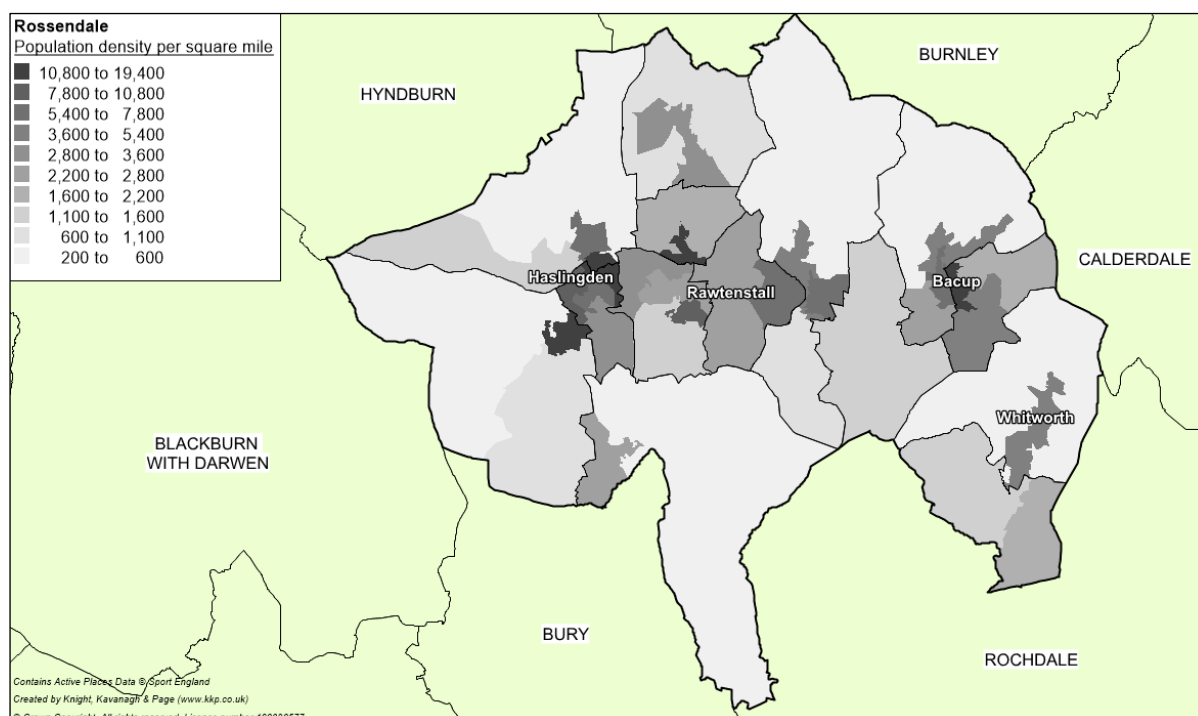 Rossendale
Population density per square mile
10,800 to 19,400
7,800 to 10,800
5,400 to 7,800
3,600 to 5,400
2,800 to 3,600
2,200 to 2,800
1,600 to 2,200
1,100 to 1,600
600 to 1,100
200 to 600
BURNLEY
HYNDBURN
CALDERDALE
Haslingden
Rawtenstall
Bacup
Whitworth
BLACKBURN
WITH DARWEN
BURY
ROCHDALE
Contains Active Places Data © Sport England
Created by Knight, Kavanagh & Page (www.kkp.co.uk)